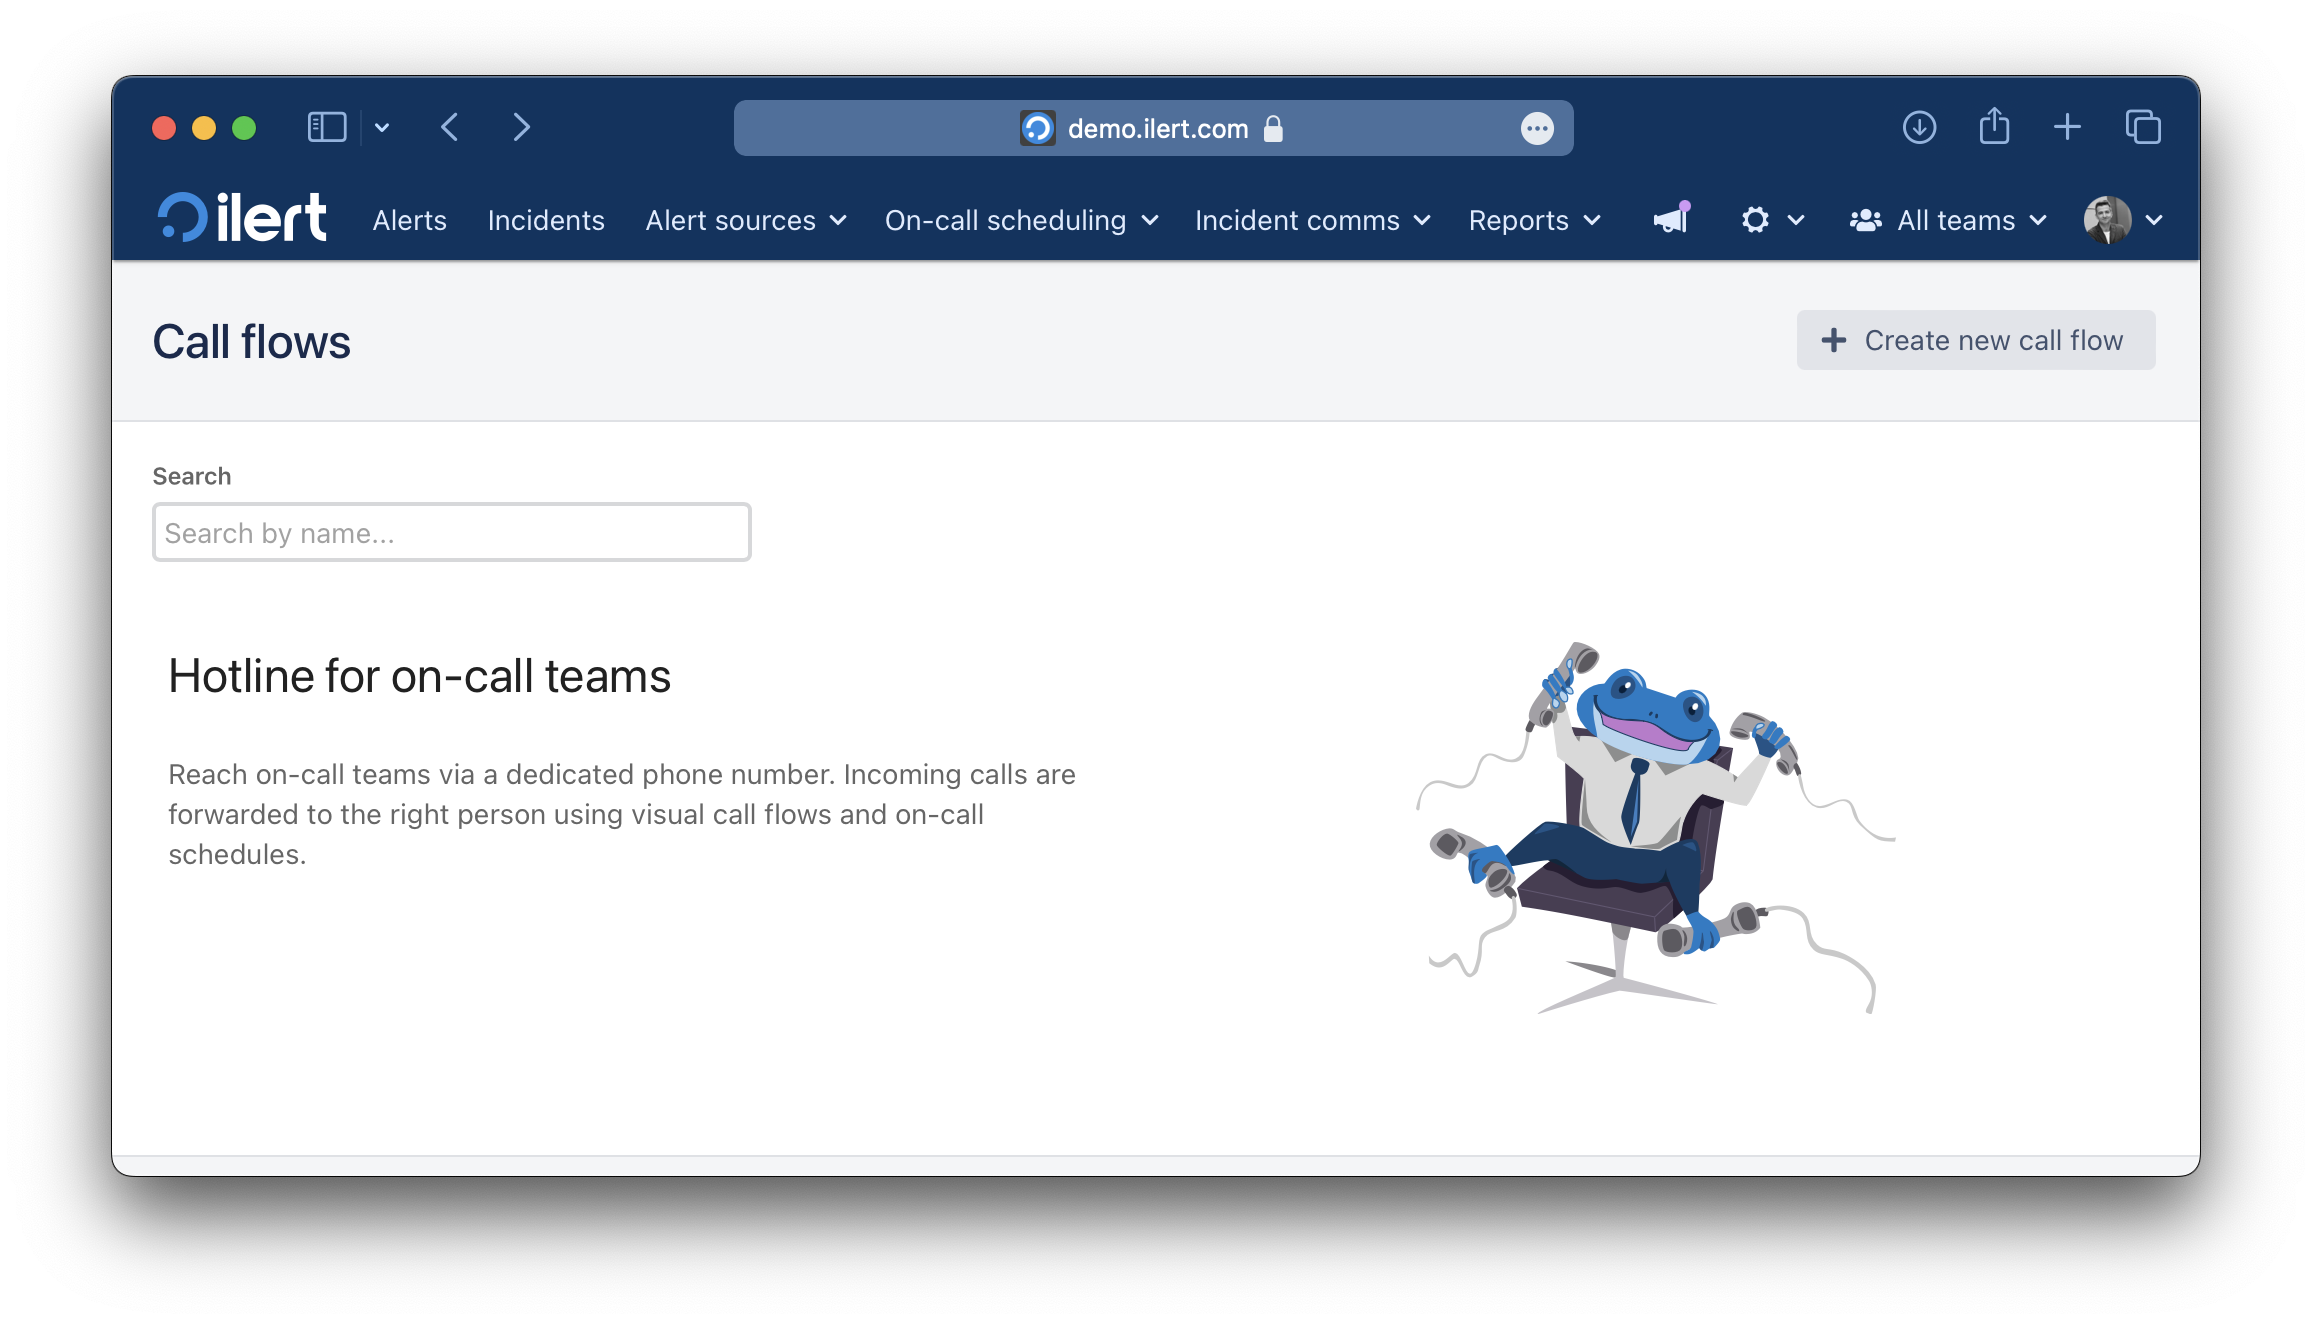 demo.ilert.com
ilert Alerts Incidents Alert sources On-call scheduling Incident comms Reports All teams
Call flows
Create new call flow
Search
Search by name...
Hotline for on-call teams
Reach on-call teams via a dedicated phone number. Incoming calls are
forwarded to the right person using visual call flows and on-call
schedules.